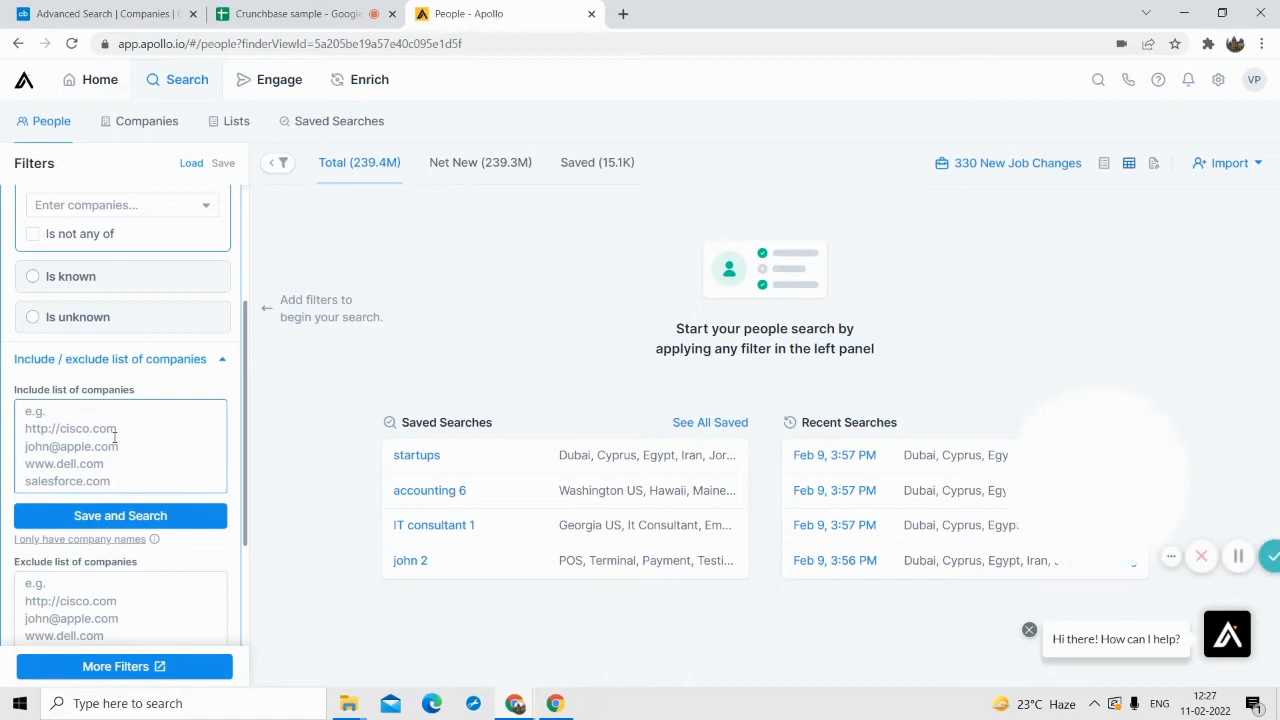 Advanced Search | Companies | C
Crunchbase sample - Google
People - Apollo
app.apollo.io/#/people?finderViewId=5a205be19a57e40c095e1d5f
Home
Search
Engage
Enrich
VP
People
Companies
Lists
Saved Searches
Filters
Load
Save
Total (239.4M)
Net New (239.3M)
Saved (15.1K)
330 New Job Changes
Import
Enter companies...
Is not any of
Is known
Is unknown
Add filters to
begin your search.
Start your people search by
applying any filter in the left panel
Include / exclude list of companies
Include list of companies
e.g.
http://cisco.com
john@apple.com
www.dell.com
salesforce.com
Save and Search
I only have company names
Exclude list of companies
e.g.
http://cisco.com
john@apple.com
www.dell.com
More Filters
Saved Searches
See All Saved
startups
Dubai, Cyprus, Egypt, Iran, Jor...
accounting 6
Washington US, Hawaii, Maine...
IT consultant 1
Georgia US, It Consultant, Em...
john 2
POS, Terminal, Payment, Testi...
Recent Searches
Feb 9, 3:57 PM
Dubai, Cyprus, Egy
Feb 9, 3:57 PM
Dubai, Cyprus, Egy
Feb 9, 3:57 PM
Dubai, Cyprus, Egyp
Feb 9, 3:56 PM
Dubai, Cyprus, Egypt, Iran,
Hi there! How can I help?
Type here to search
23°C Haze
ENG
12:27
11-02-2022
1